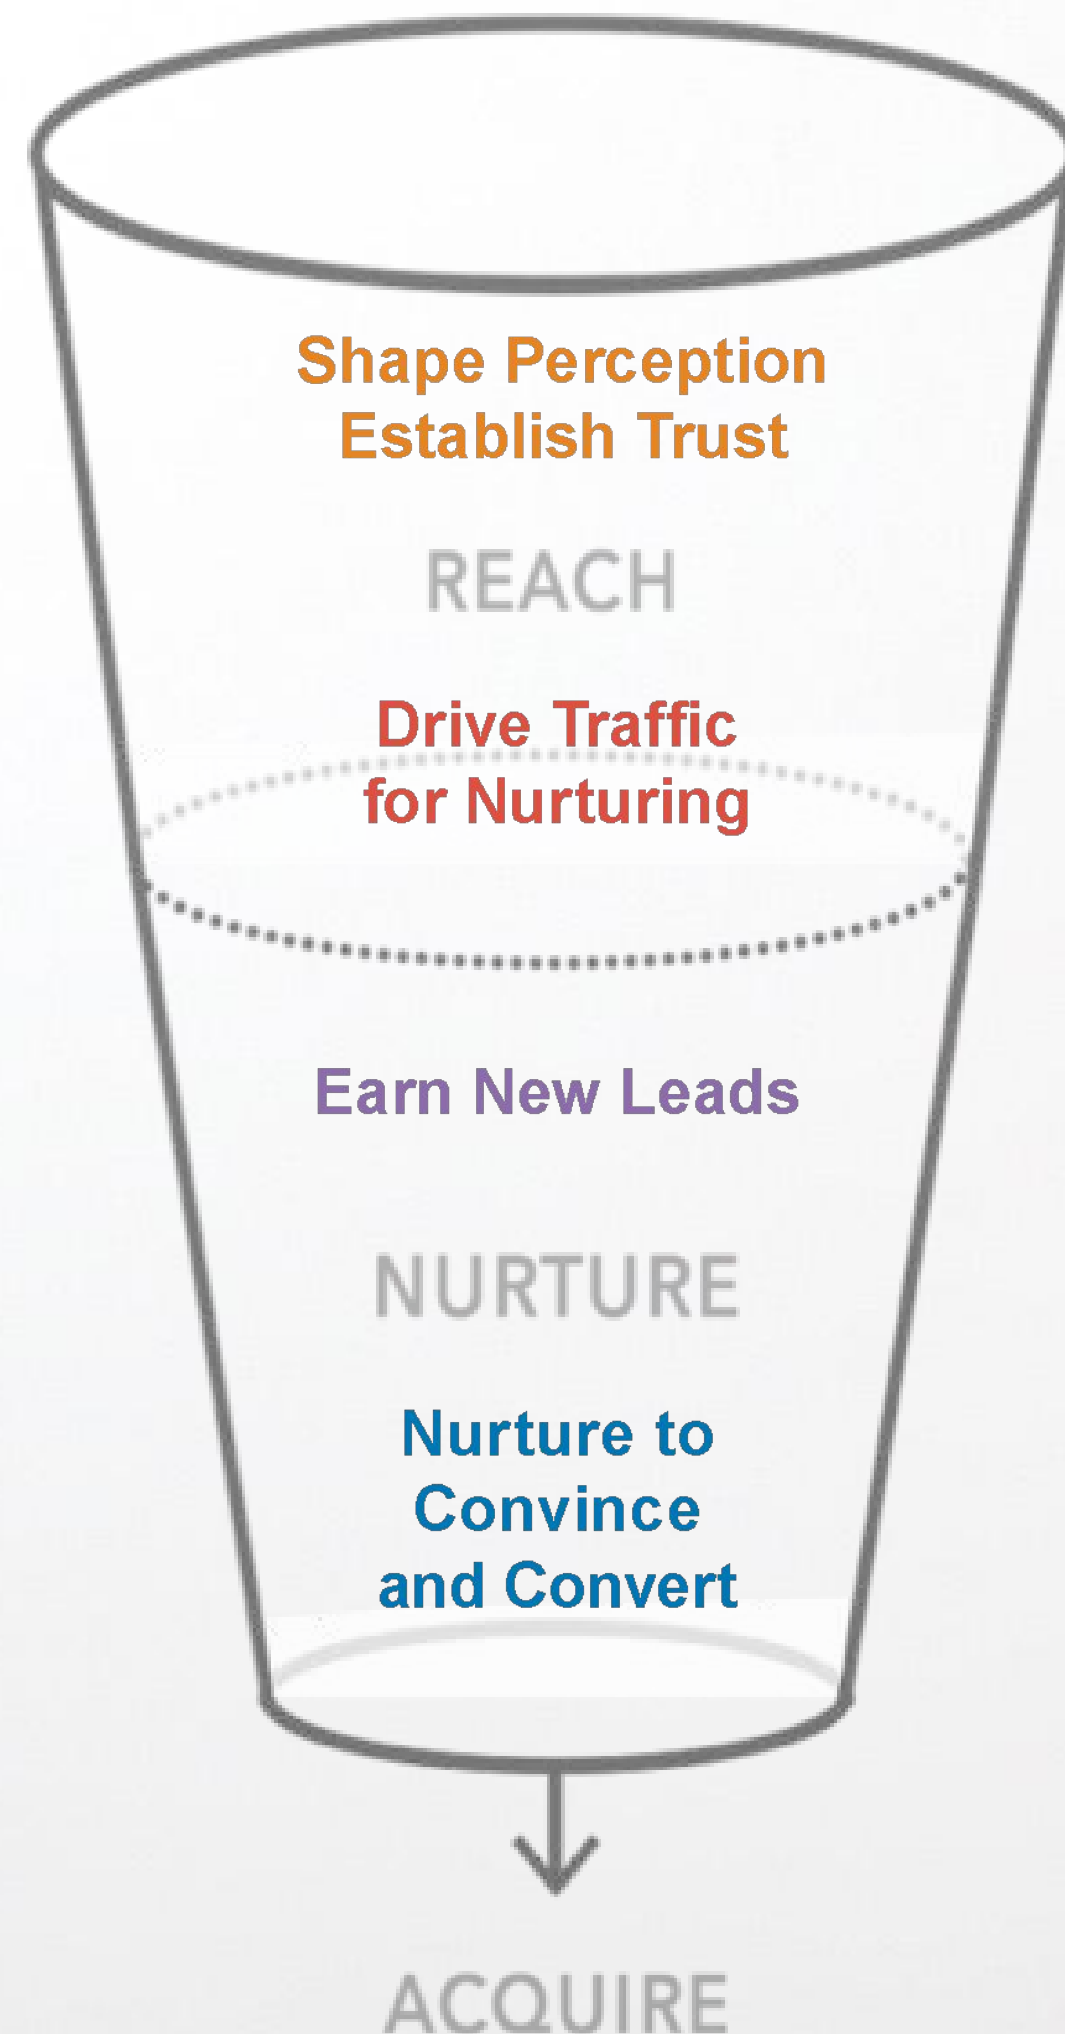 Shape Perception
Establish Trust
REACH
Drive Traffic
for Nurturing
Earn New Leads
NURTURE
Nurture to
Convince
and Convert
ACQUIRE